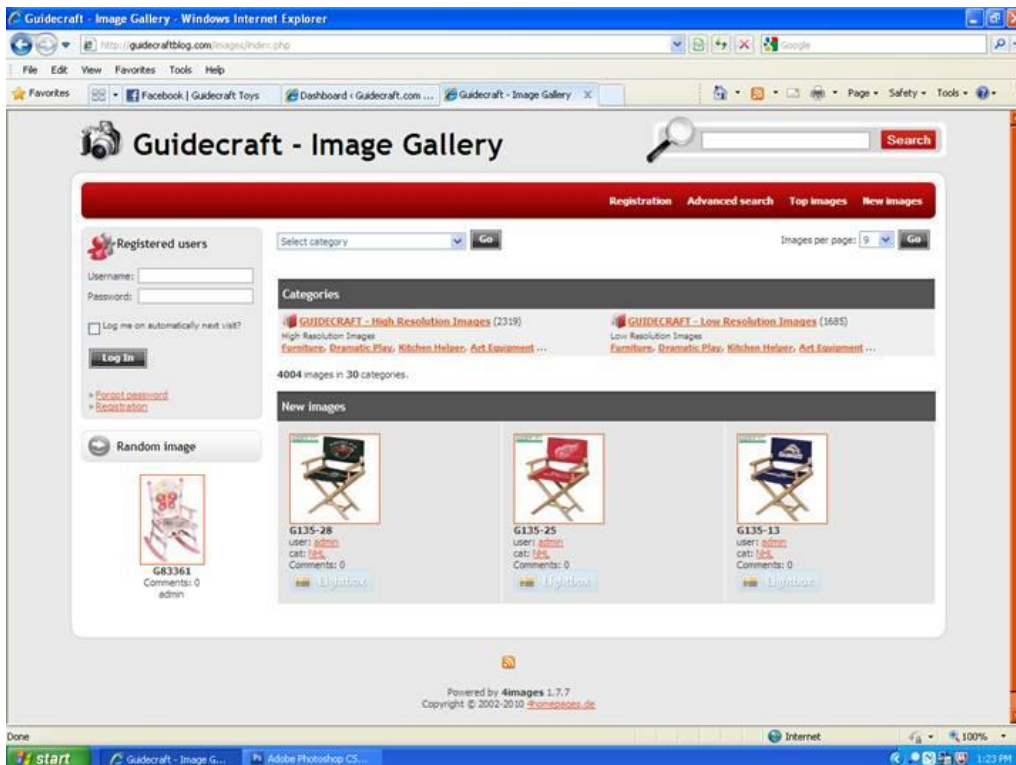 Guidecraft - Image Gallery - Windows Internet Explorer
http://guidecraftblog.com/images/index.php
Google
File Edit View Favorites Tools Help
Favorites
Facebook | Guidecraft Toys
Dashboard ‹ Guidecraft.com ...
Guidecraft - Image Gallery X
Page Safety Tools
Guidecraft - Image Gallery
Search
Registration Advanced search Top images New images
Registered users
Select category
Go
Images per page: 9
Go
Username:
Password:
Log me on automatically next visit?
Log In
» Forgot password
» Registration
Categories
GUIDECRAFT - High Resolution Images (2319)
High Resolution Images
Furniture, Dramatic Play, Kitchen Helper, Art Equipment ...
GUIDECRAFT - Low Resolution Images (1685)
Low Resolution Images
Furniture, Dramatic Play, Kitchen Helper, Art Equipment ...
4004 images in 30 categories.
New images
Random image
G83361
Comments: 0
admin
G135-28
user: admin
cat: NHL
Comments: 0
Lightbox
G135-25
user: admin
cat: NHL
Comments: 0
Lightbox
G135-13
user: admin
cat: NHL
Comments: 0
Lightbox
Powered by 4images 1.7.7
Copyright © 2002-2010 4homepages.de
Done
Internet
100%
start
Guidecraft - Image G...
Adobe Photoshop CS...
1:23 PM